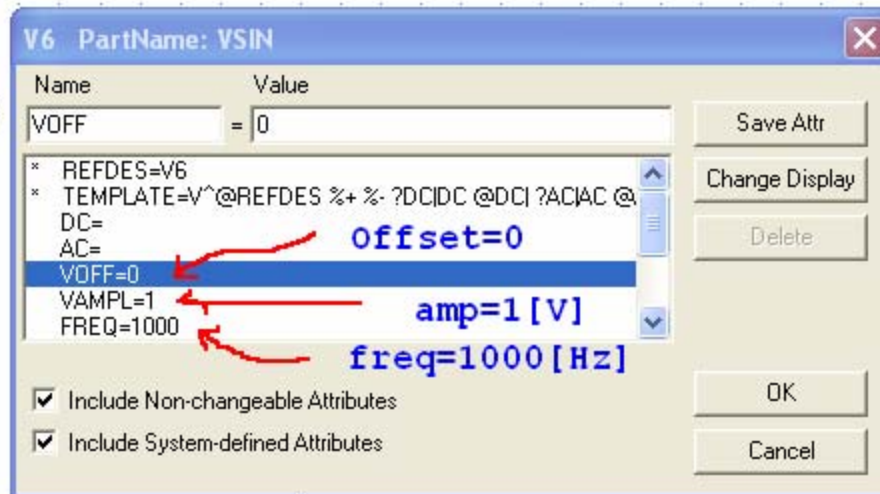 V6 PartName: VSIN
Name Value
VOFF = 0
Save Attr
* REFDES=V6
* TEMPLATE=V^@REFDES %+ %- ?DC|DC @DC| ?AC|AC @
Change Display
DC=
Offset=0
Delete
AC=
VOFF=0
VAMPL=1
amp=1[V]
FREQ=1000
freq=1000[Hz]
Include Non-changeable Attributes
OK
Include System-defined Attributes
Cancel